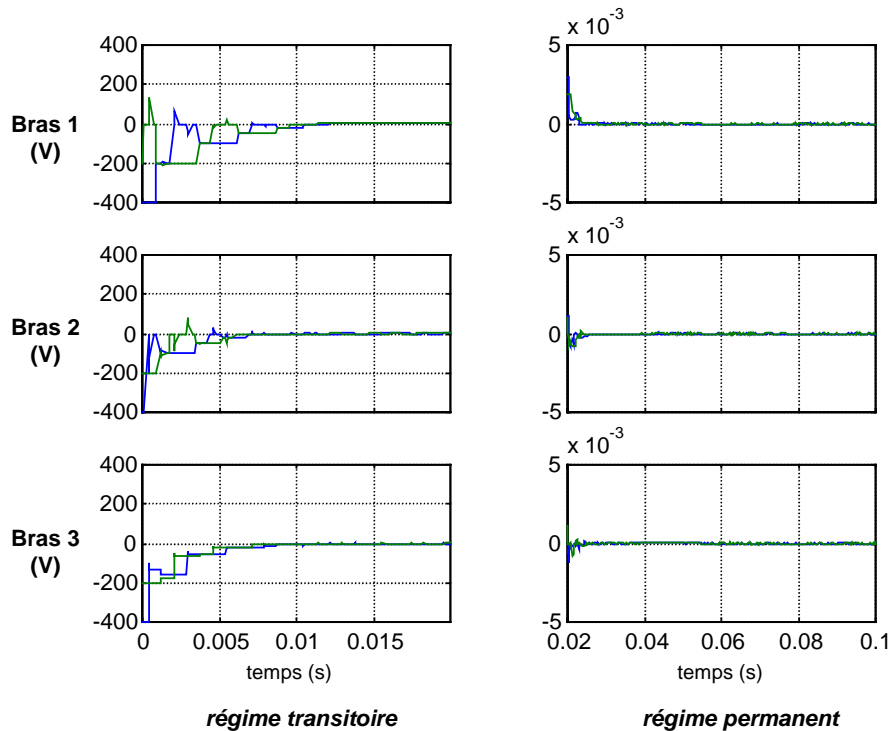 x 10-3
400
200
0
-200
-400
Bras 1
(V)
5
0
-5
x 10-3
400
200
0
-200
-400
Bras 2
(V)
5
0
-5
x 10-3
400
200
0
-200
-400
Bras 3
(V)
5
0
-5
0 0.005 0.01 0.015
0.02 0.04 0.06 0.08 0.1
temps (s)
temps (s)
régime transitoire
régime permanent